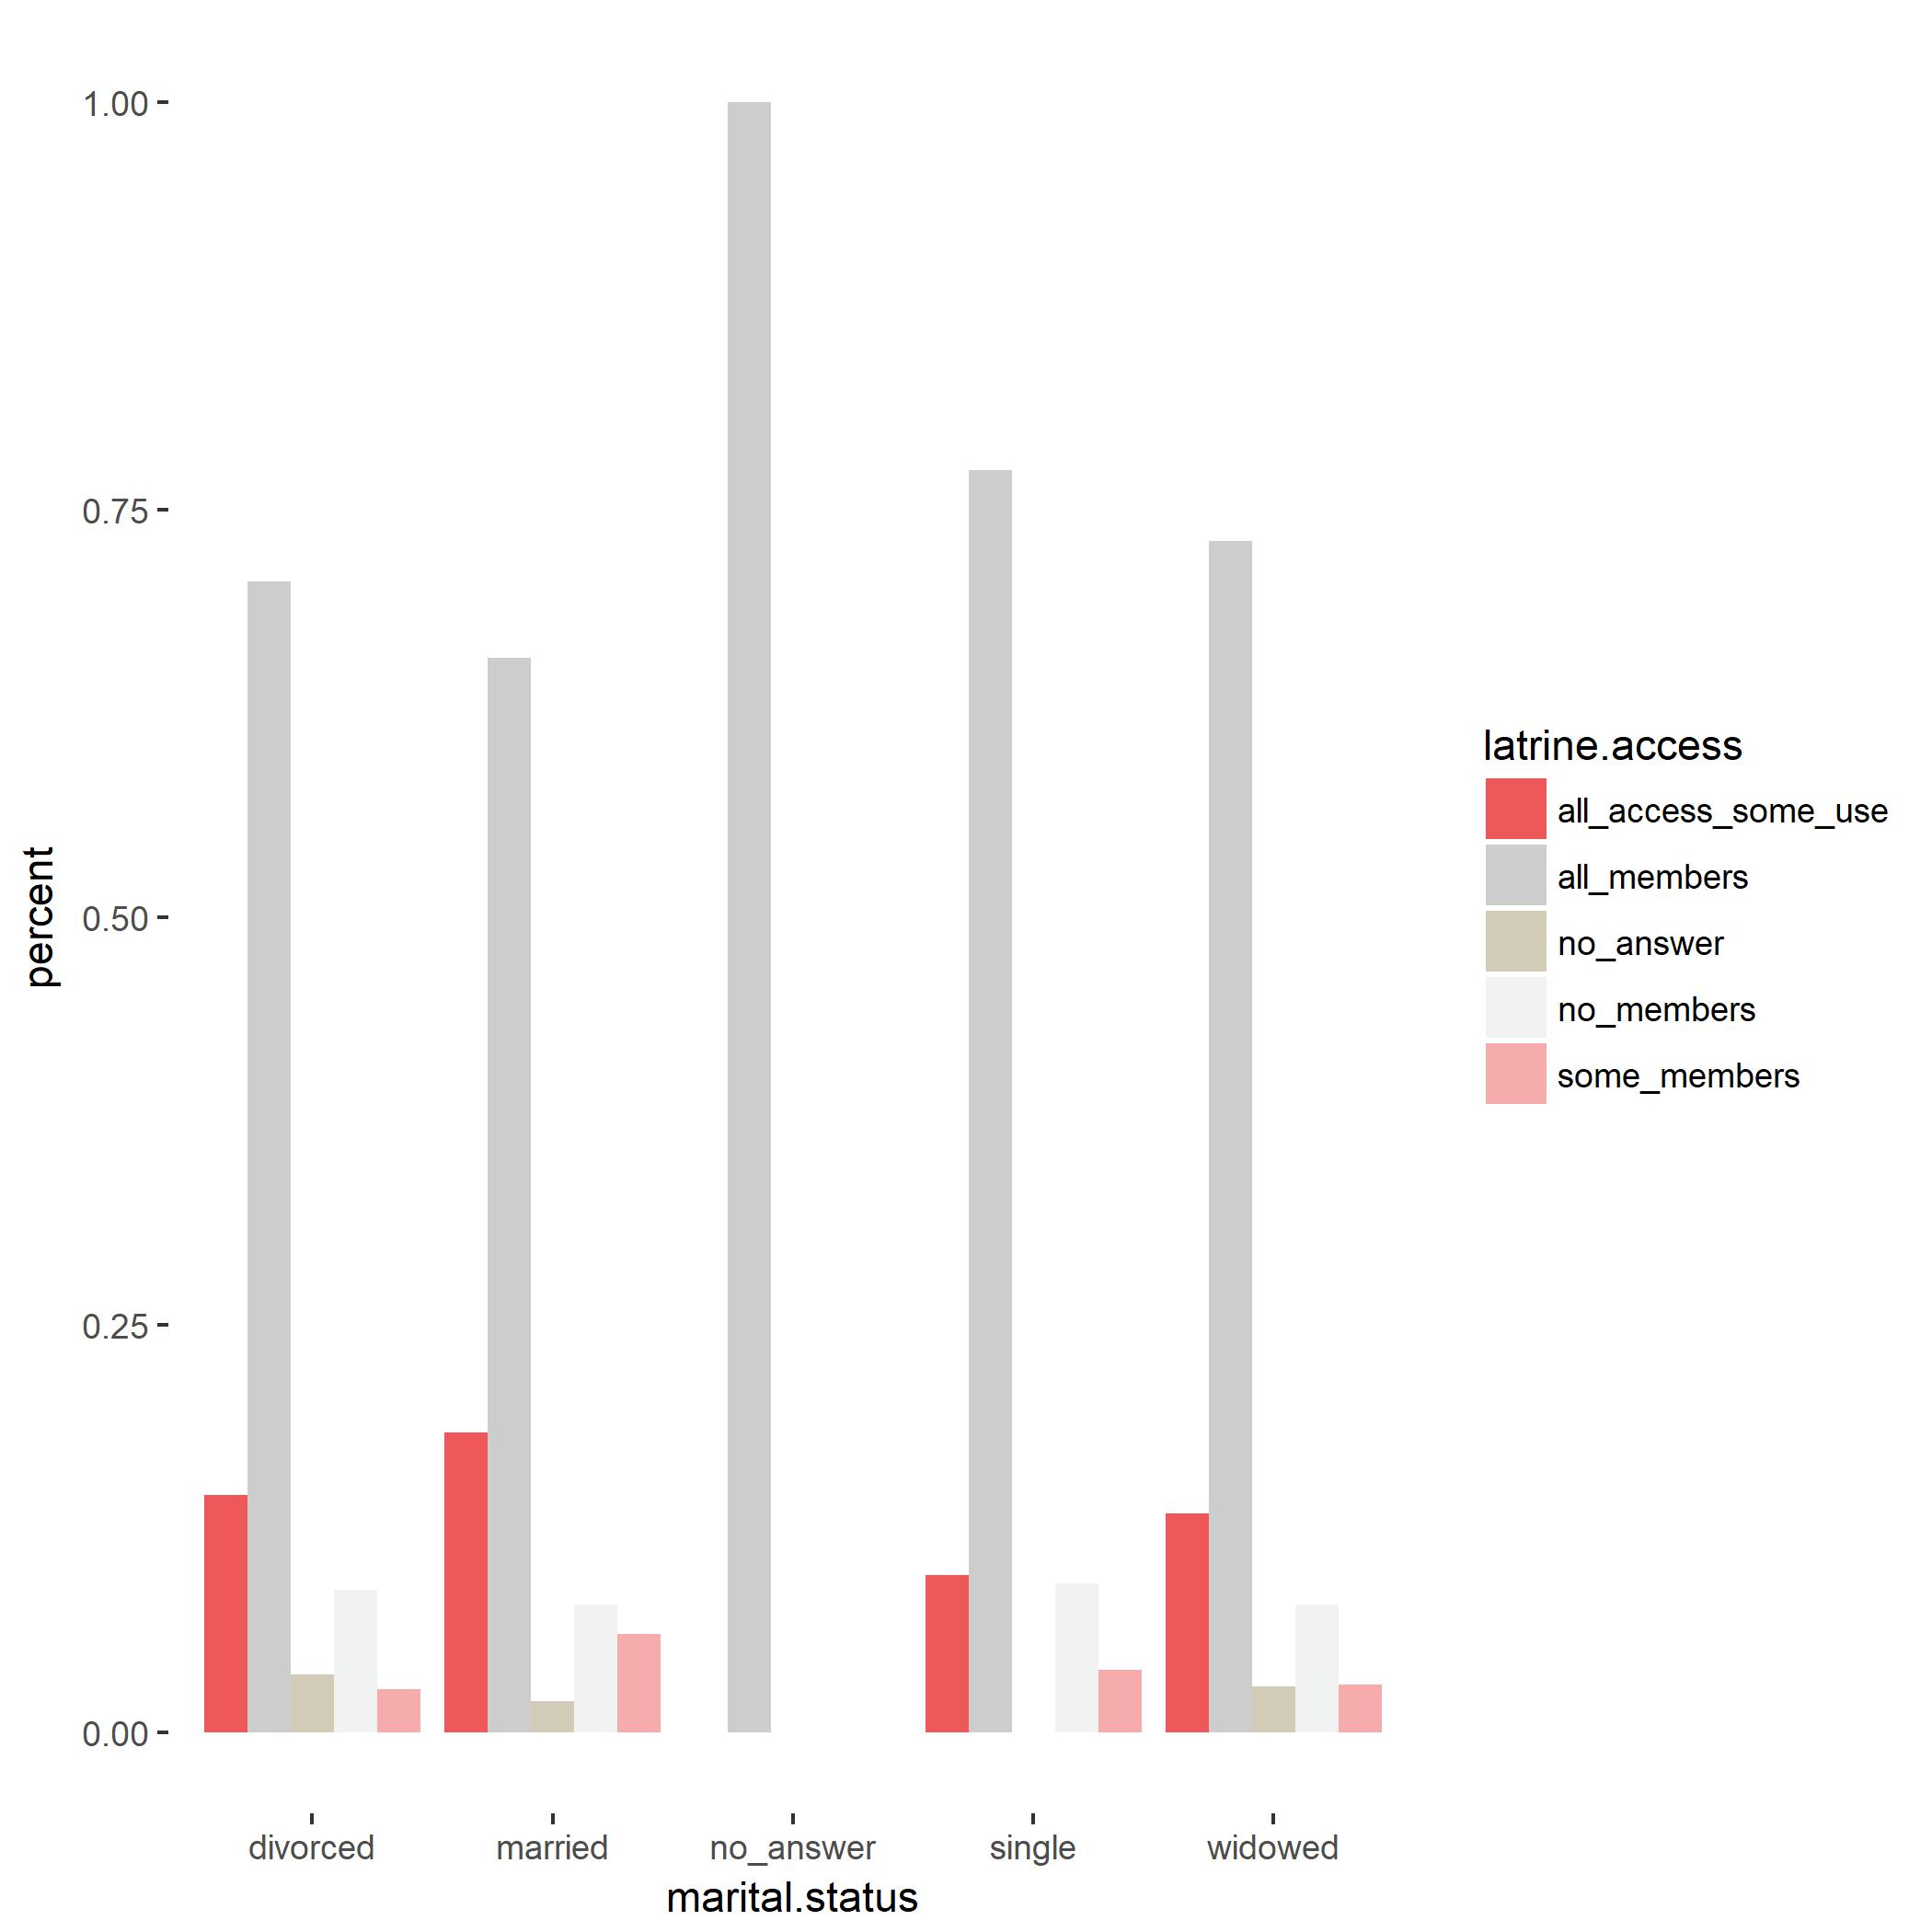 percent
1.00
0.75
0.50
0.25
0.00
divorced married no_answer single widowed
marital.status
latrine.access
all_access_some_use
all_members
no_answer
no_members
some_members